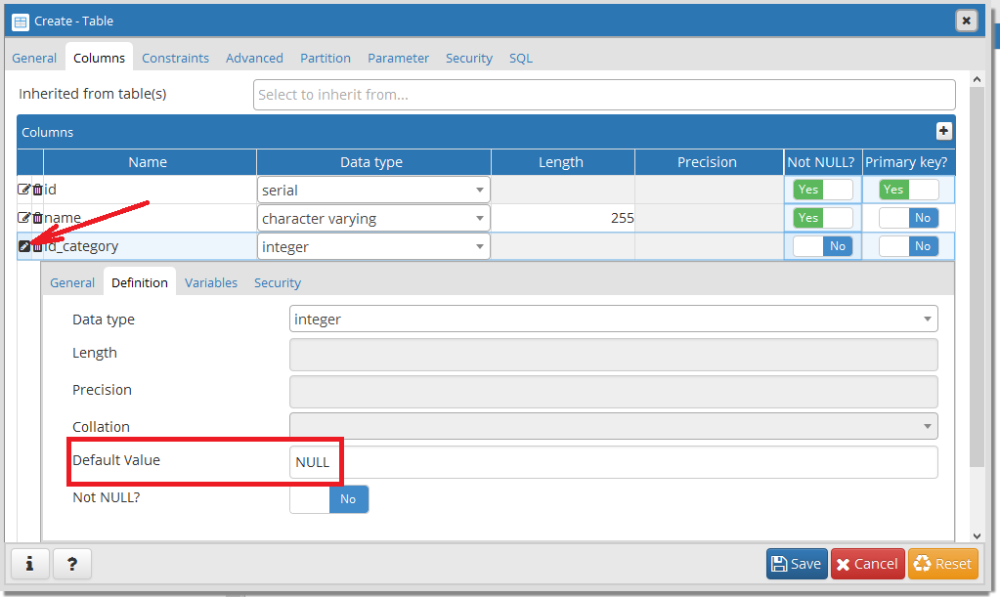 Create - Table
General Columns Constraints Advanced Partition Parameter Security SQL
Inherited from table(s) Select to inherit from...
Columns
Name Data type Length Precision Not NULL? Primary key?
id serial Yes Yes
name character varying 255 Yes No
id_category integer No No
General Definition Variables Security
Data type integer
Length
Precision
Collation
Default Value NULL
Not NULL? No
i ? Save Cancel Reset